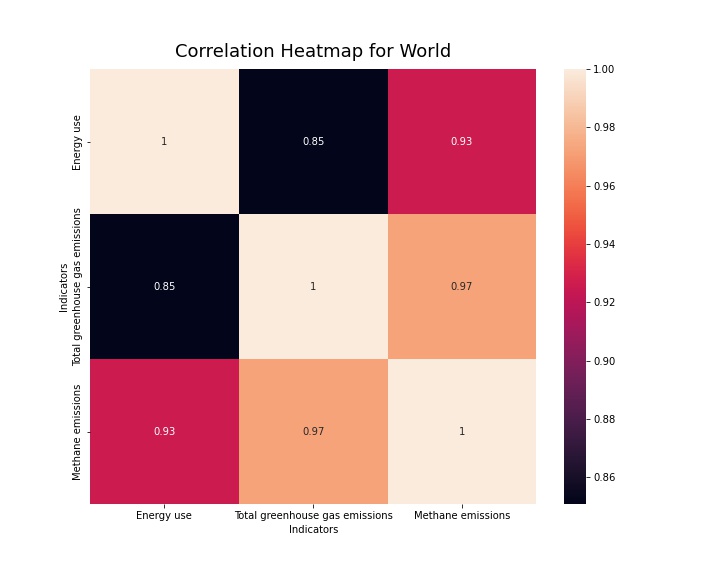 Correlation Heatmap for World
Energy use
Total greenhouse gas emissions
Methane emissions
Indicators
1
0.85
0.93
0.85
1
0.97
0.93
0.97
1
Energy use
Total greenhouse gas emissions
Methane emissions
Indicators
1.00
0.98
0.96
0.94
0.92
0.90
0.88
0.86